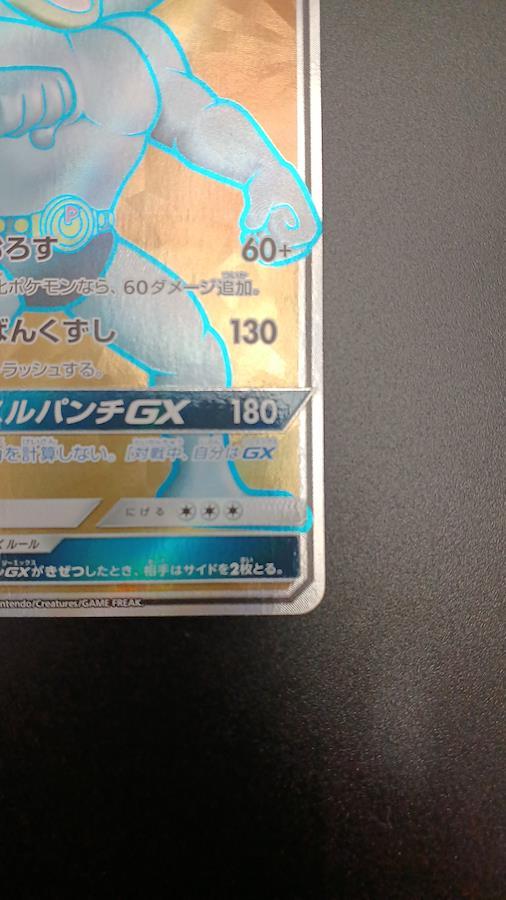 P
ろす 60+
ポケモンなら、60ダメージ追加。
ついか
ばんくずし 130
ラッシュする。
ルパンチGX 180
を計算しない。 [対戦中、自分はGX
にげる
ルール
GXがきぜつしたとき、相手はサイドを2枚とる。
ntendo/Creatures/GAME FREAK